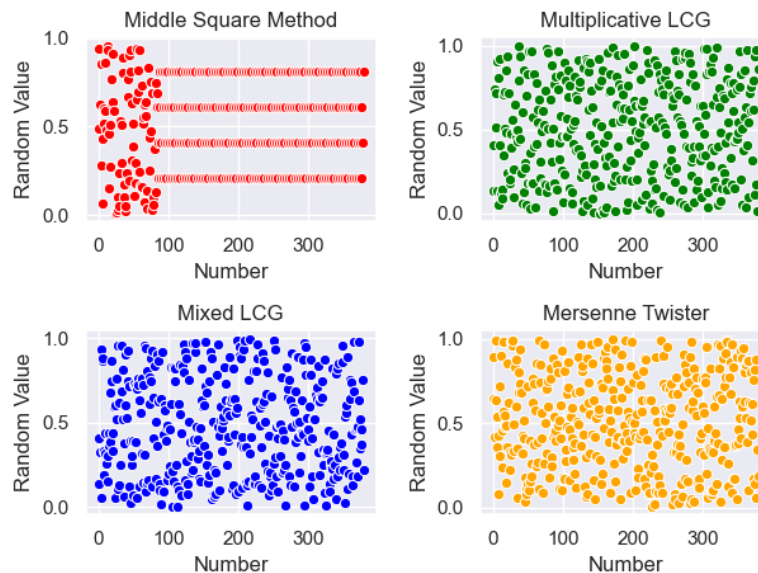 Middle Square Method
1.0
0.5
0.0
Random Value
0 100 200 300
Number
Multiplicative LCG
1.0
0.5
0.0
Random Value
0 100 200 300
Number
Mixed LCG
1.0
0.5
0.0
Random Value
0 100 200 300
Number
Mersenne Twister
1.0
0.5
0.0
Random Value
0 100 200 300
Number